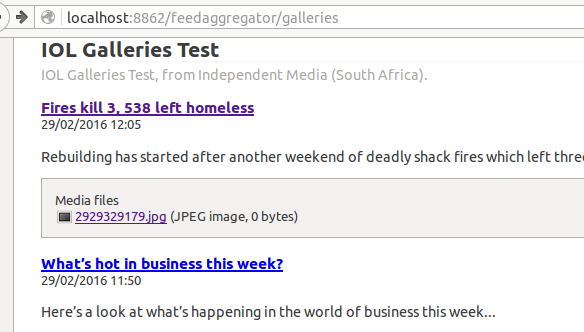 localhost:8862/feedaggregator/galleries
IOL Galleries Test
IOL Galleries Test, from Independent Media (South Africa).
Fires kill 3, 538 left homeless
29/02/2016 12:05
Rebuilding has started after another weekend of deadly shack fires which left three
Media files
2929329179.jpg (JPEG image, 0 bytes)
What's hot in business this week?
29/02/2016 11:50
Here's a look at what's happening in the world of business this week...